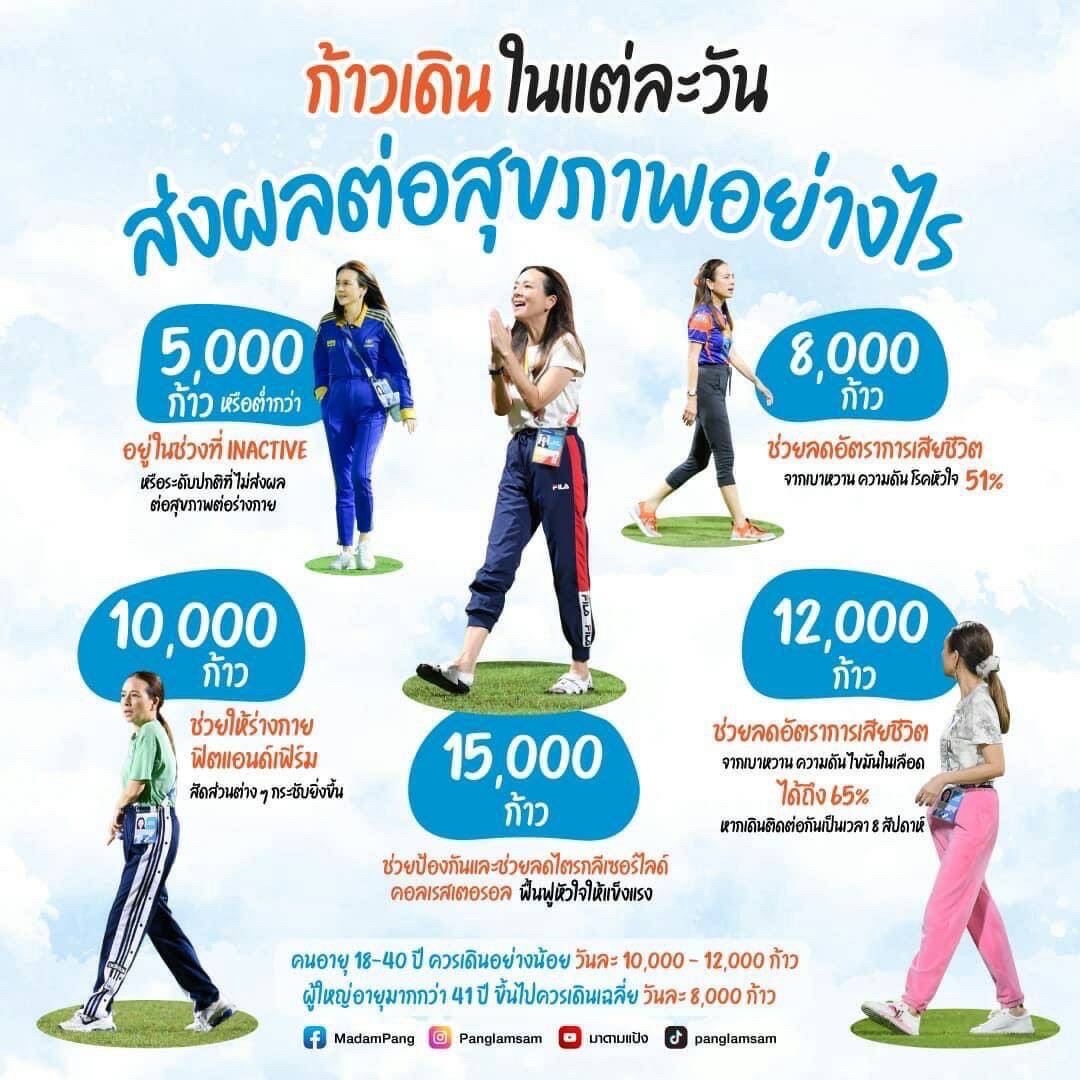 ก้าวเดิน ในแต่ละวัน
ส่งผลต่อสุขภาพอย่างไร
5,000
ก้าว หรือต่ำกว่า
อยู่ในช่วงที่ INACTIVE
หรือระดับปกติที่ไม่ส่งผล
ต่อสุขภาพต่อร่างกาย
8,000
ก้าว
ช่วยลดอัตราการเสียชีวิต
จากเบาหวาน ความดัน โรคหัวใจ 51%
10,000
ก้าว
ช่วยให้ร่างกาย
ฟิตแอนด์เฟิร์ม
สัดส่วนต่าง ๆ กระชับยิ่งขึ้น
15,000
ก้าว
ช่วยป้องกันและช่วยลดไตรกลีเซอร์ไลด์
คอลเรสเตอรอล ฟื้นฟูหัวใจให้แข็งแรง
12,000
ก้าว
ช่วยลดอัตราการเสียชีวิต
จากเบาหวาน ความดัน ไขมันในเลือด
ได้ถึง 65%
หากเดินติดต่อกันเป็นเวลา 8 สัปดาห์
FILA
FILA FILA
คนอายุ 18-40 ปี ควรเดินอย่างน้อย วันละ 10,000 - 12,000 ก้าว
ผู้ใหญ่อายุมากกว่า 41 ปี ขึ้นไปควรเดินเฉลี่ย วันละ 8,000 ก้าว
MadamPang Panglamsam มาดามแป้ง panglamsam